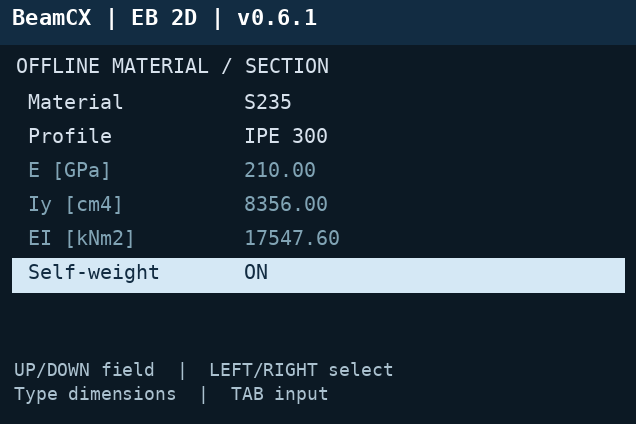 BeamCX | EB 2D | v0.6.1
OFFLINE MATERIAL / SECTION
Material S235
Profile IPE 300
E [GPa] 210.00
Iy [cm4] 8356.00
EI [kNm2] 17547.60
Self-weight ON
UP/DOWN field | LEFT/RIGHT select
Type dimensions | TAB input